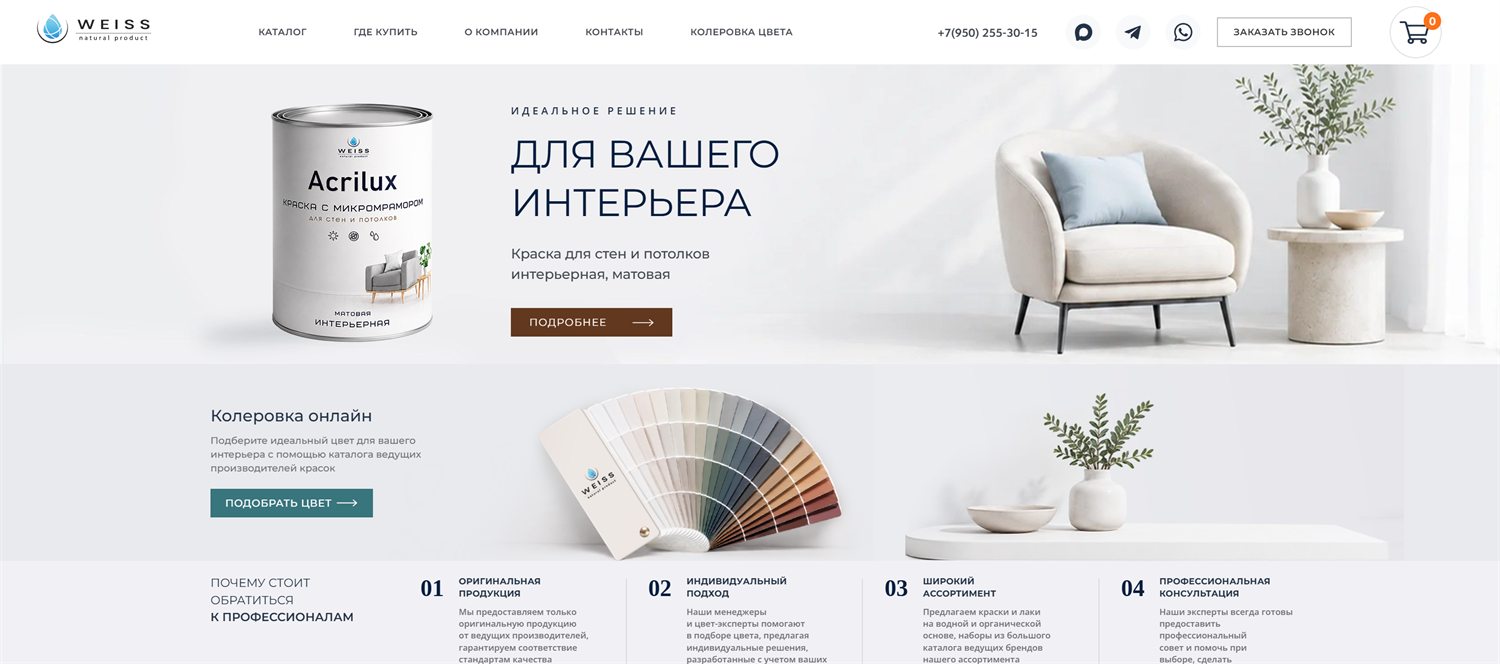 WEISS
natural product
КАТАЛОГ
ГДЕ КУПИТЬ
О КОМПАНИИ
КОНТАКТЫ
КОЛЕРОВКА ЦВЕТА
+7(950) 255-30-15
ЗАКАЗАТЬ ЗВОНОК
0
WEISS
natural product
Acrilux
КРАСКА С МИКРОМРАМОРОМ
ДЛЯ СТЕН И ПОТОЛКОВ
МАТОВАЯ
ИНТЕРЬЕРНАЯ
ИДЕАЛЬНОЕ РЕШЕНИЕ
ДЛЯ ВАШЕГО
ИНТЕРЬЕРА
Краска для стен и потолков
интерьерная, матовая
ПОДРОБНЕЕ
Колеровка онлайн
Подберите идеальный цвет для вашего
интерьера с помощью каталога ведущих
производителей красок
ПОДОБРАТЬ ЦВЕТ
WEISS
natural product
ПОЧЕМУ СТОИТ
ОБРАТИТЬСЯ
К ПРОФЕССИОНАЛАМ
01
ОРИГИНАЛЬНАЯ
ПРОДУКЦИЯ
Мы предоставляем только
оригинальную продукцию
от ведущих производителей,
гарантируем соответствие
стандартам качества
02
ИНДИВИДУАЛЬНЫЙ
ПОДХОД
Наши менеджеры
и цвет-эксперты помогают
в подборе цвета, предлагая
индивидуальные решения,
разработанные с учетом ваших
03
ШИРОКИЙ
АССОРТИМЕНТ
Предлагаем краски и лаки
на водной и органической
основе, наборы из большого
каталога ведущих брендов
нашего ассортимента
04
ПРОФЕССИОНАЛЬНАЯ
КОНСУЛЬТАЦИЯ
Наши эксперты всегда готовы
предоставить
профессиональный
совет и помочь при
выборе, сделать